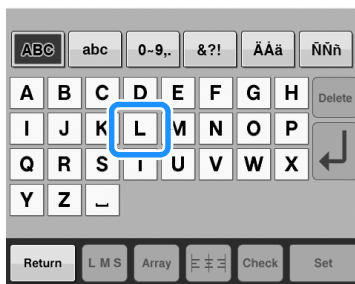 ABC abc 0~9,. &?! ÄÅä ÑÑñ
A B C D E F G H Delete
I J K L M N O P
Q R S T U V W X
Y Z
Return L M S Array Check Set